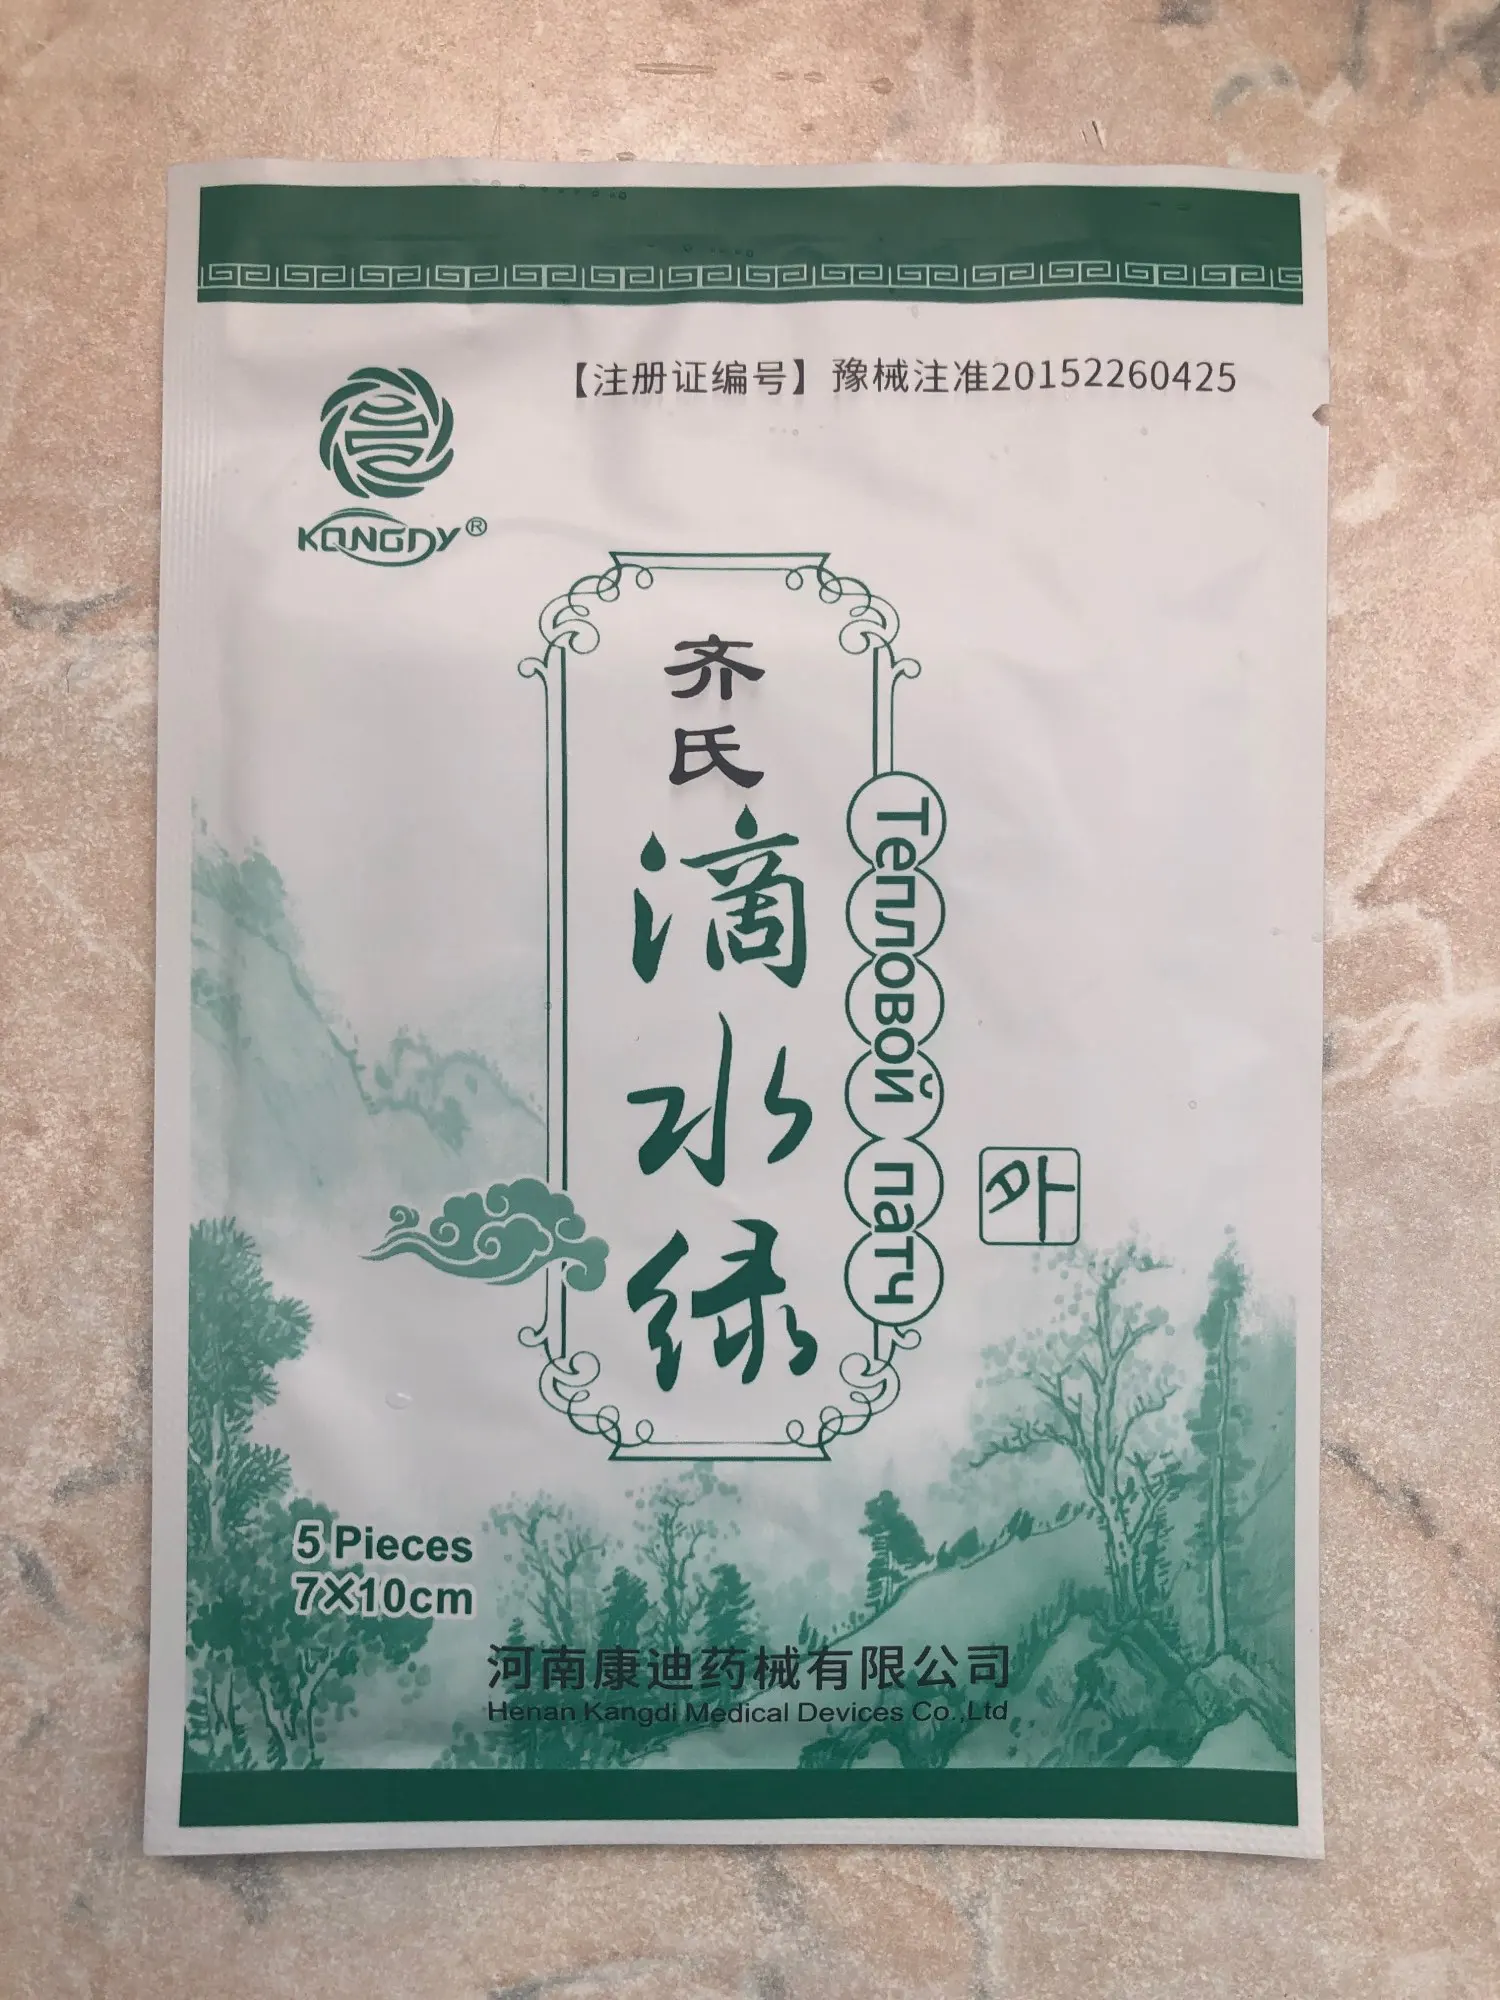 【注册证编号】豫械注准20152260425
KONGDY®
齐氏
滴水绿
Тепловой патч
外
5 Pieces
7×10cm
河南康迪药械有限公司
Henan Kangdi Medical Devices Co.,Ltd